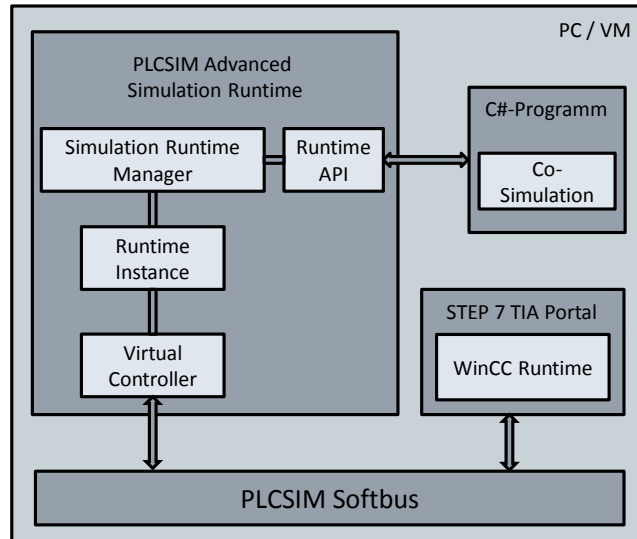 PC / VM
PLCSIM Advanced
Simulation Runtime
Simulation Runtime
Manager
Runtime
API
Runtime
Instance
Virtual
Controller
C#-Programm
Co-
Simulation
STEP 7 TIA Portal
WinCC Runtime
PLCSIM Softbus